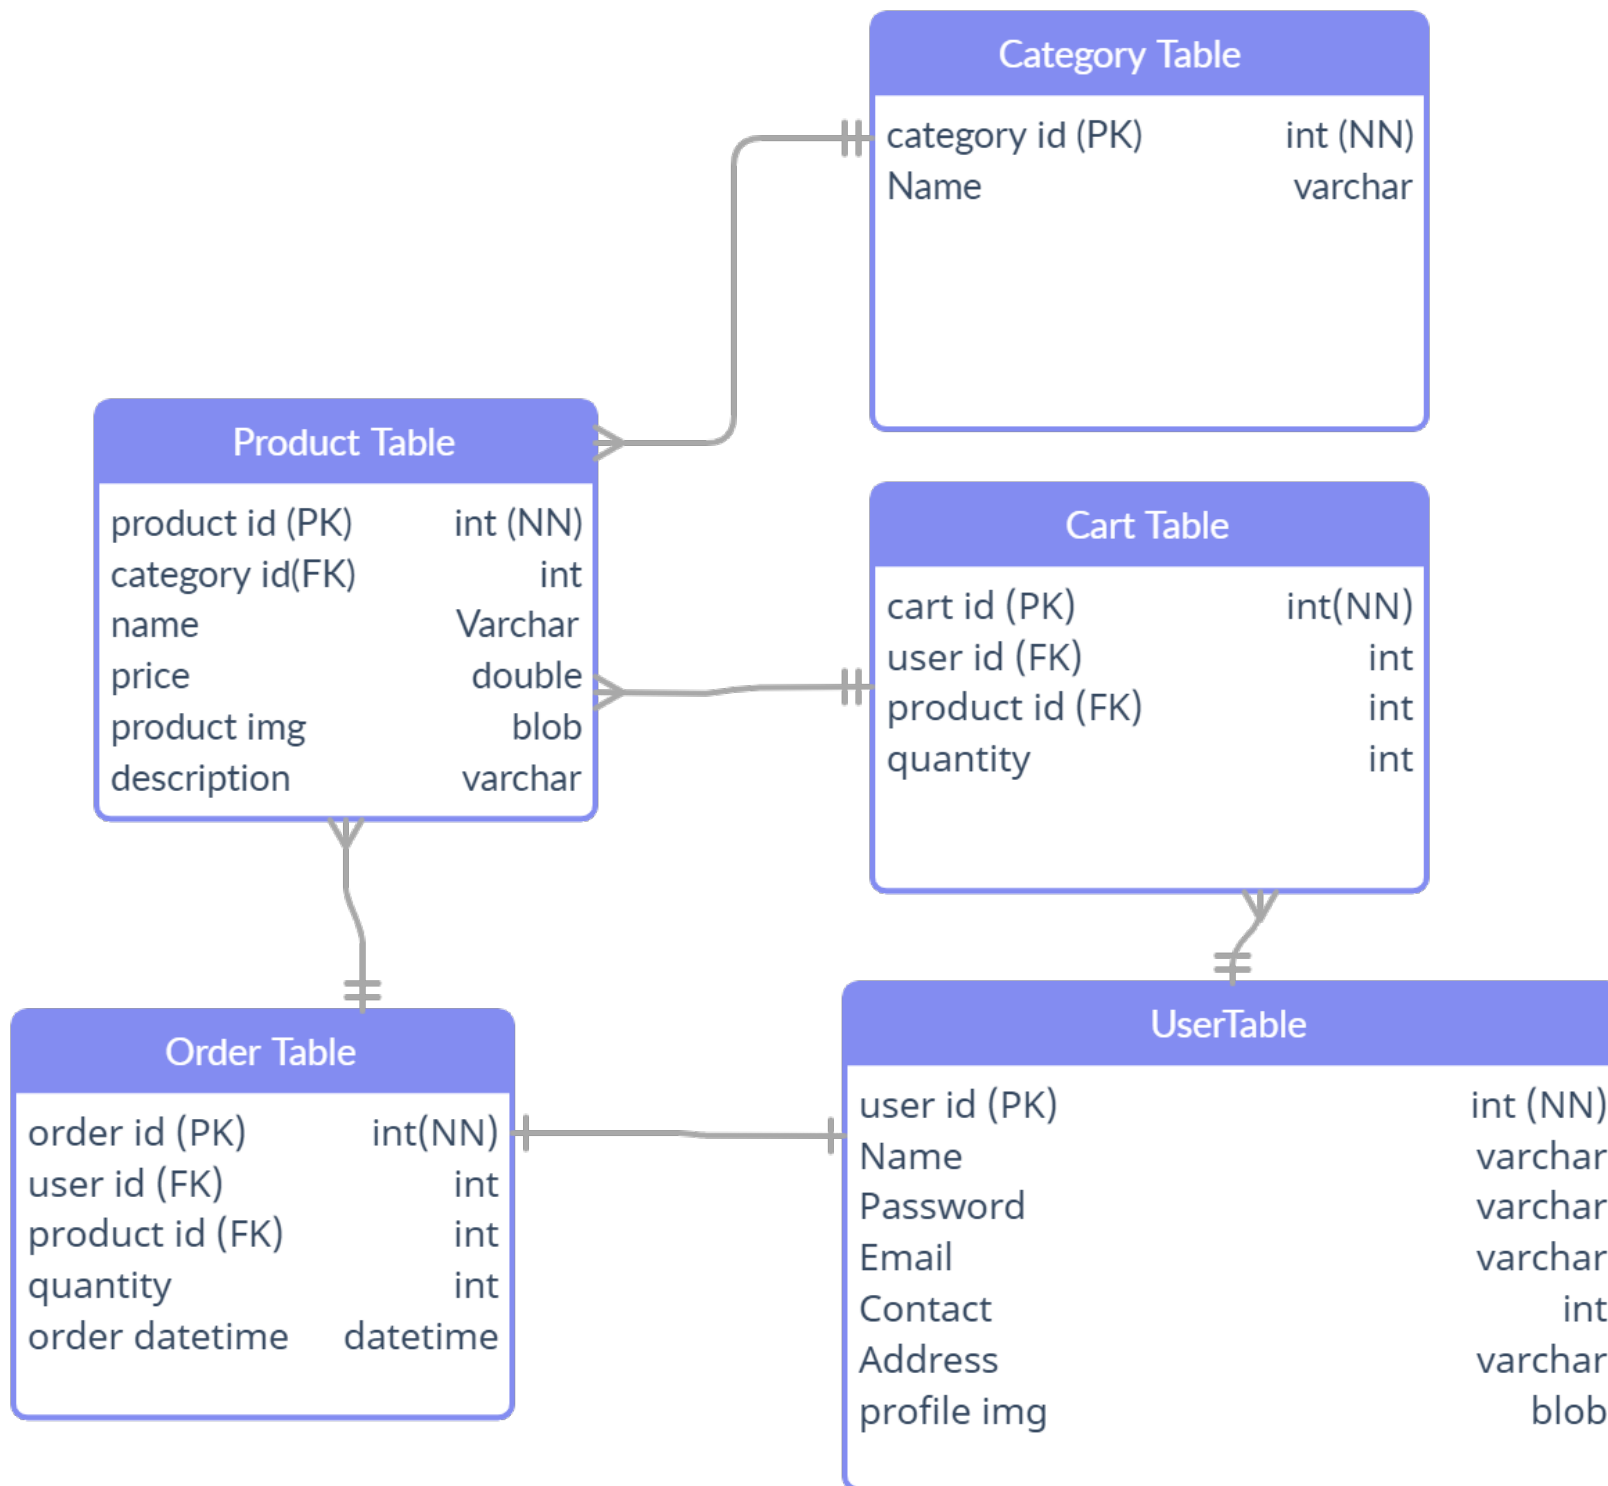 Category Table
category id (PK) int (NN)
Name varchar
Product Table
product id (PK) int (NN)
category id(FK) int
name Varchar
price double
product img blob
description varchar
Cart Table
cart id (PK) int(NN)
user id (FK) int
product id (FK) int
quantity int
Order Table
order id (PK) int(NN)
user id (FK) int
product id (FK) int
quantity int
order datetime datetime
UserTable
user id (PK) int (NN)
Name varchar
Password varchar
Email varchar
Contact int
Address varchar
profile img blob